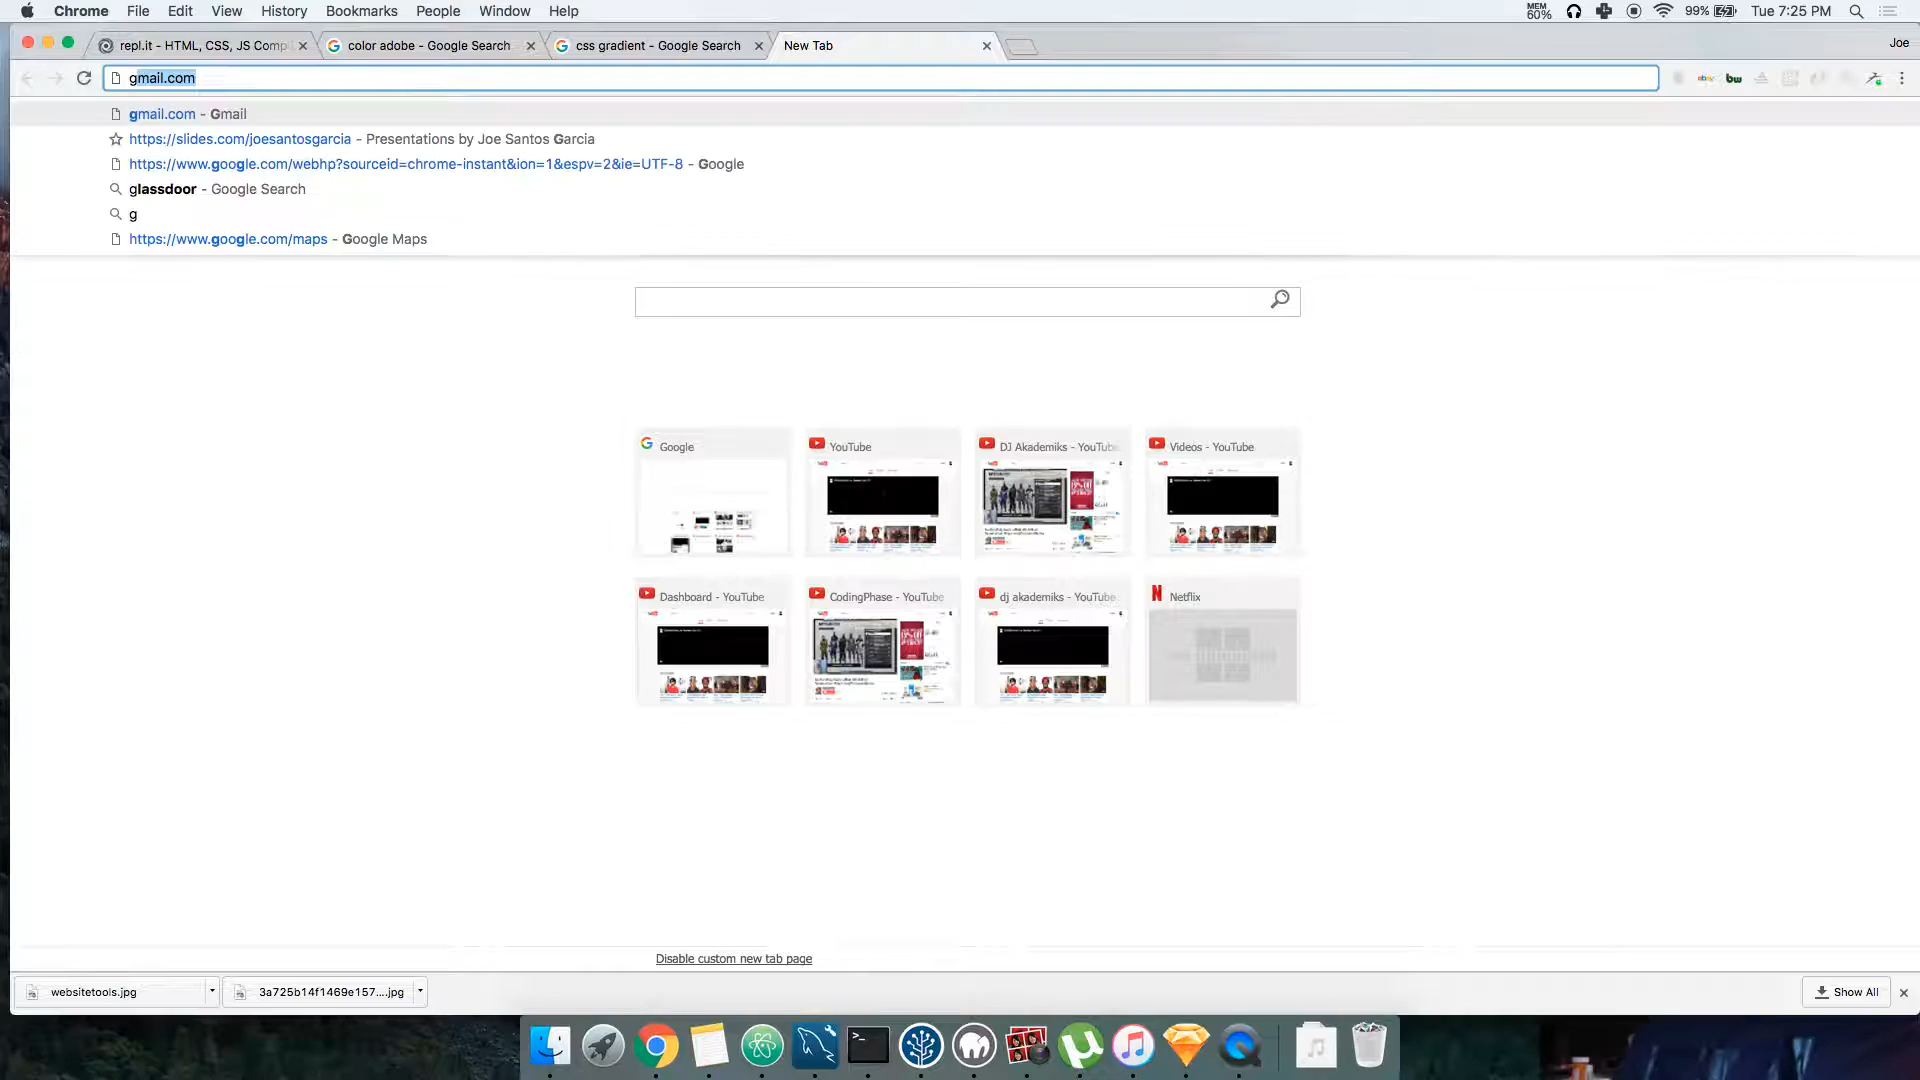 Chrome File Edit View History Bookmarks People Window Help
MEM
60%
99%
Tue 7:25 PM
repl.it - HTML, CSS, JS Comp
color adobe - Google Search
css gradient - Google Search
New Tab
Joe
gmail.com
ebay
bw
gmail.com - Gmail
https://slides.com/joesantosgarcia - Presentations by Joe Santos Garcia
https://www.google.com/webhp?sourceid=chrome-instant&ion=1&espv=2&ie=UTF-8 - Google
glassdoor - Google Search
g
https://www.google.com/maps - Google Maps
Google
YouTube
DJ Akademiks - YouTube
Videos - YouTube
Dashboard - YouTube
CodingPhase - YouTube
dj akademiks - YouTube
Netflix
Disable custom new tab page
websitetools.jpg
3a725b14f1469e157....jpg
Show All